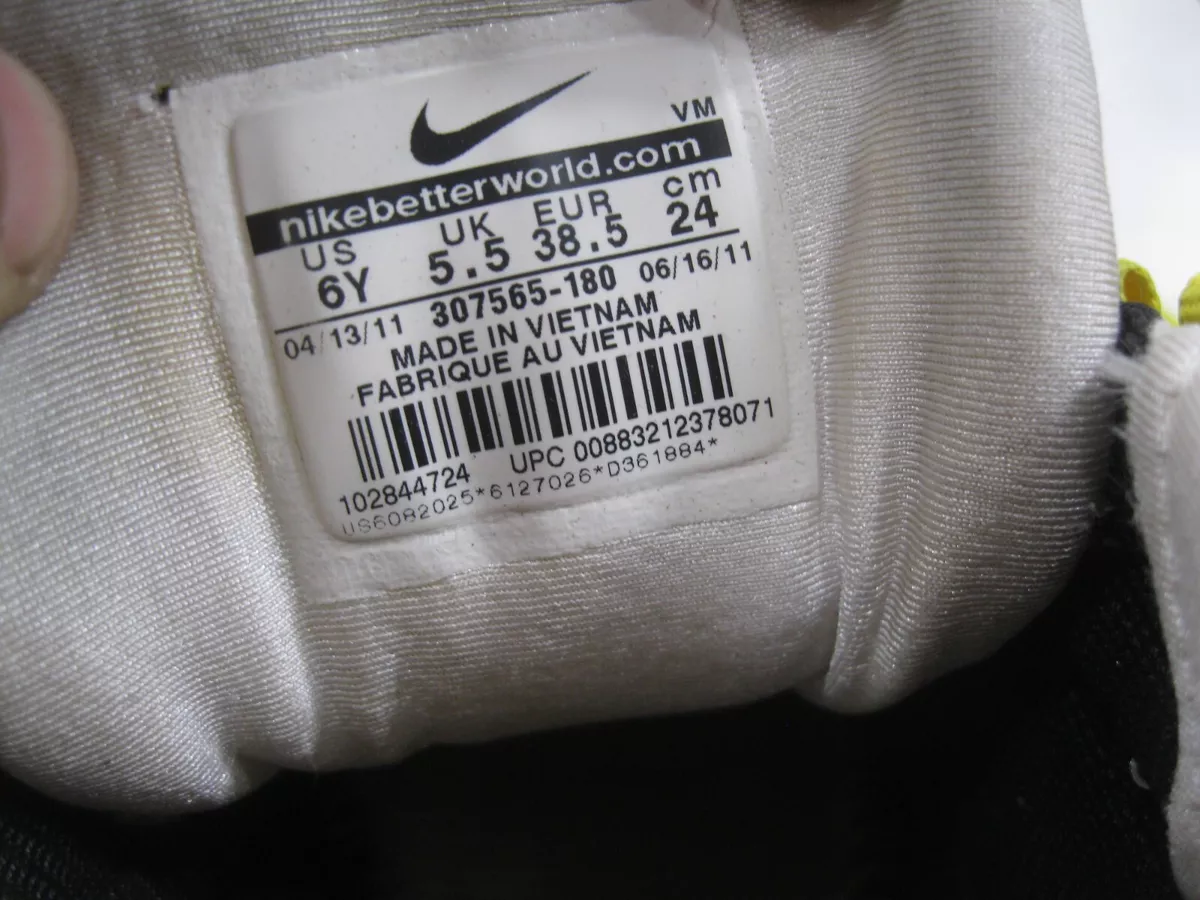 VM
nikebetterworld.com
US UK EUR cm
6Y 5.5 38.5 24
04/13/11 307565-180 06/16/11
MADE IN VIETNAM
FABRIQUE AU VIETNAM
102844724 UPC 00883212378071
US6082025*6127026*D361884*